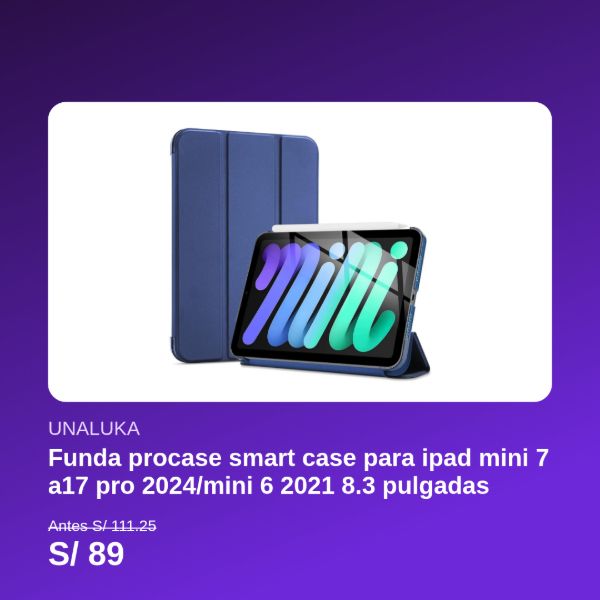 UNALUKA
Funda procase smart case para ipad mini 7
a17 pro 2024/mini 6 2021 8.3 pulgadas
Antes S/ 111.25
S/ 89